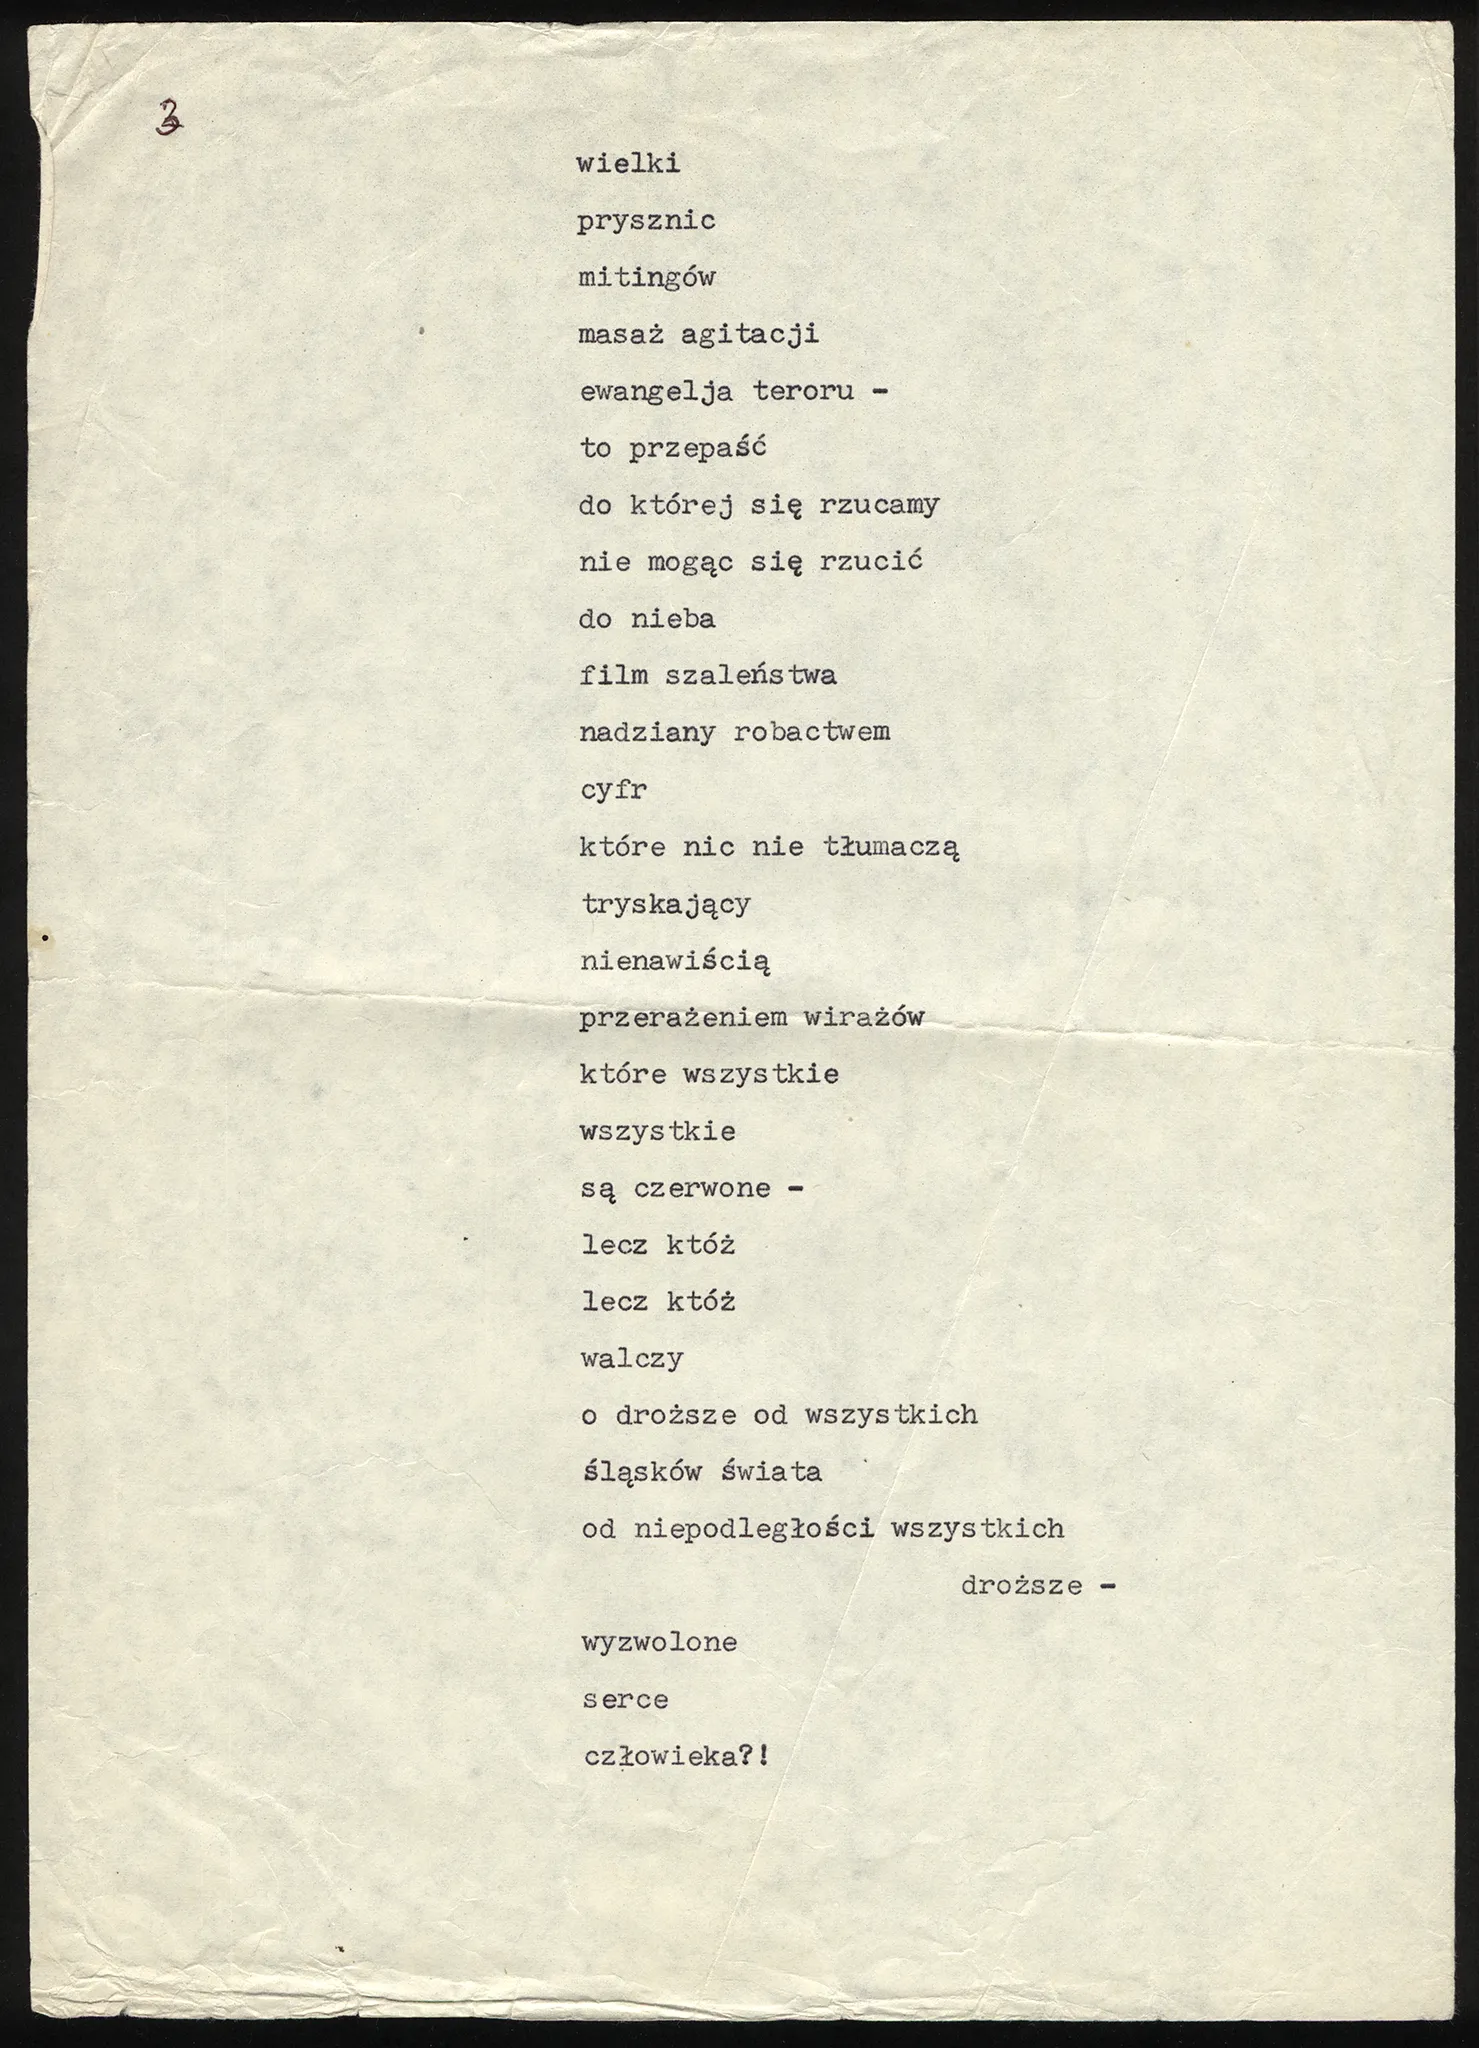 3
wielki
prysznic
mitingów
masaż agitacji
ewangelja teroru -
to przepaść
do której się rzucamy
nie mogąc się rzucić
do nieba
film szaleństwa
nadziany robactwem
cyfr
które nic nie tłumaczą
tryskający
nienawiścią
przerażeniem wirażów
które wszystkie
wszystkie
są czerwone -
lecz któż
lecz któż
walczy
o droższe od wszystkich
śląsków świata
od niepodległości wszystkich
droższe -
wyzwolone
serce
człowieka?!